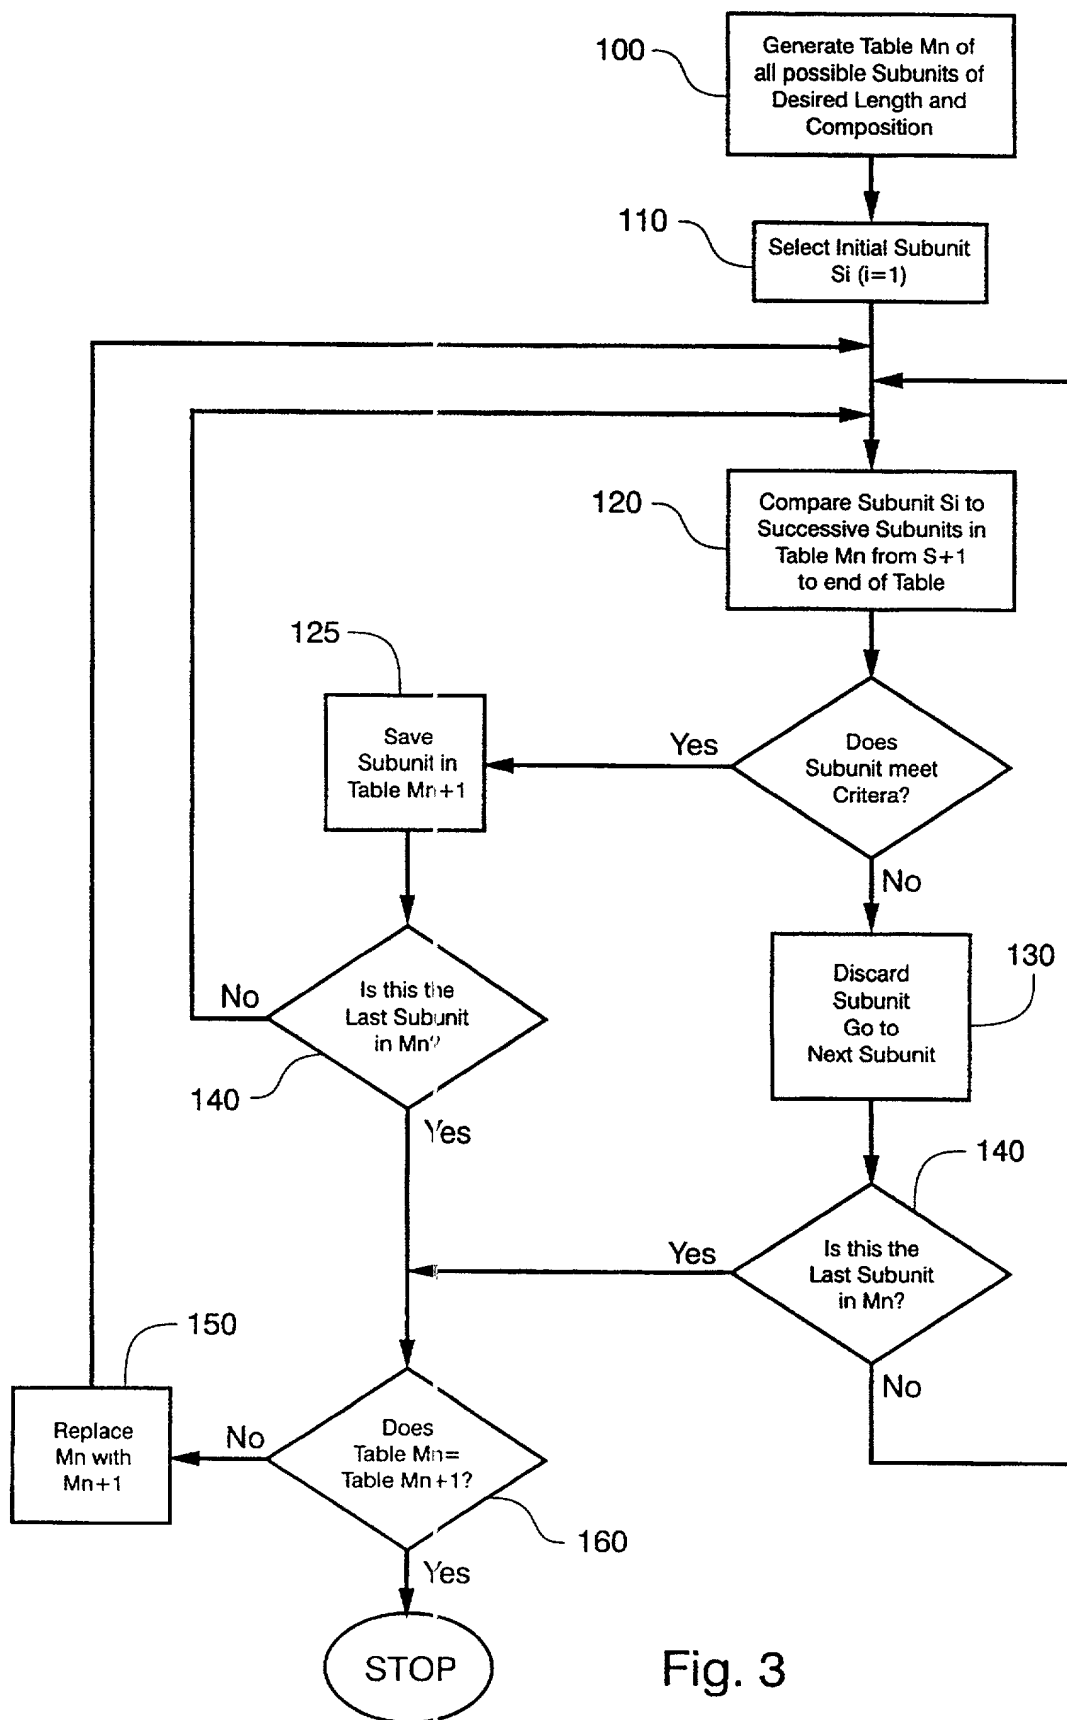 100
Generate Table Mn of
all possible Subunits of
Desired Length and
Composition
110
Select Initial Subunit
Si (i=1)
120
Compare Subunit Si to
Successive Subunits in
Table Mn from S+1
to end of Table
125
Save
Subunit in
Table Mn+1
Yes
Does
Subunit meet
Critera?
No
130
Discard
Subunit
Go to
Next Subunit
No
Is this the
Last Subunit
in Mn?
140
Yes
140
Yes
Is this the
Last Subunit
in Mn?
No
150
Replace
Mn with
Mn+1
No
Does
Table Mn=
Table Mn+1?
160
Yes
STOP
Fig. 3